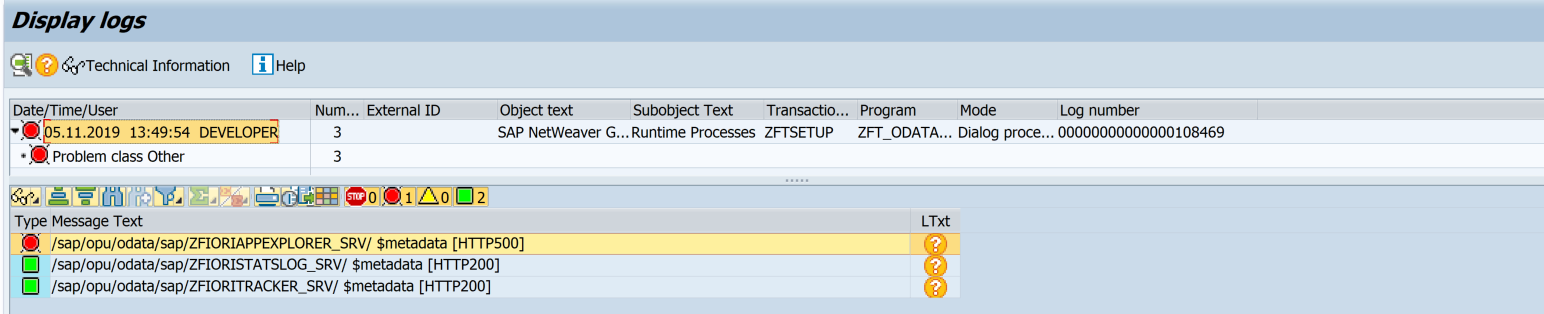 Display logs
Technical Information Help
Date/Time/User Num... External ID Object text Subobject Text Transactio... Program Mode Log number
05.11.2019 13:49:54 DEVELOPER 3 SAP NetWeaver G... Runtime Processes ZFTSETUP ZFT_ODATA... Dialog proce... 00000000000000108469
Problem class Other 3
STOP 0 1 0 2
Type Message Text LTxt
/sap/opu/odata/sap/ZFIORIAPPEXPLORER_SRV/ $metadata [HTTP500]
/sap/opu/odata/sap/ZFIORISTATSLOG_SRV/ $metadata [HTTP200]
/sap/opu/odata/sap/ZFIORITRACKER_SRV/ $metadata [HTTP200]